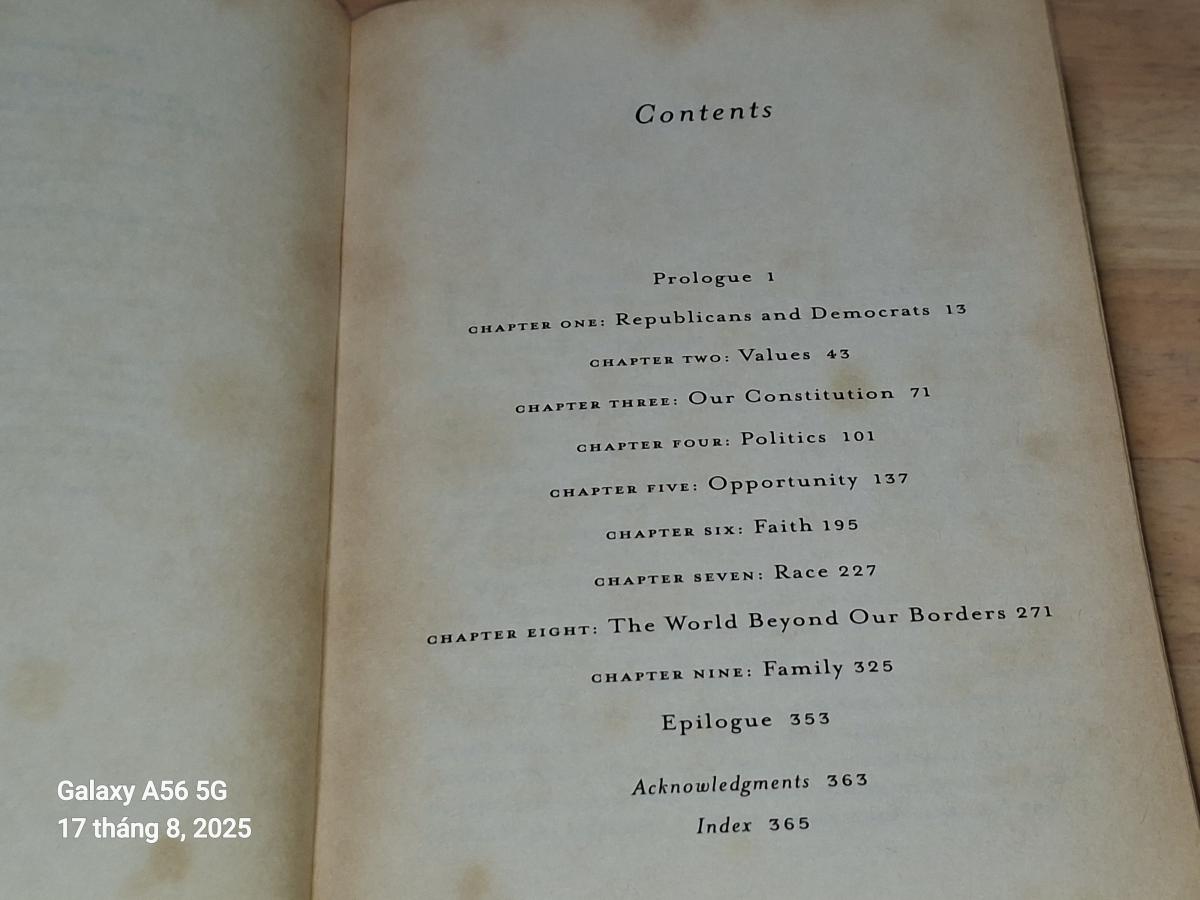 Contents
Prologue 1
CHAPTER ONE: Republicans and Democrats 13
CHAPTER TWO: Values 43
CHAPTER THREE: Our Constitution 71
CHAPTER FOUR: Politics 101
CHAPTER FIVE: Opportunity 137
CHAPTER SIX: Faith 195
CHAPTER SEVEN: Race 227
CHAPTER EIGHT: The World Beyond Our Borders 271
CHAPTER NINE: Family 325
Epilogue 353
Acknowledgments 363
Index 365
Galaxy A56 5G
17 tháng 8, 2025